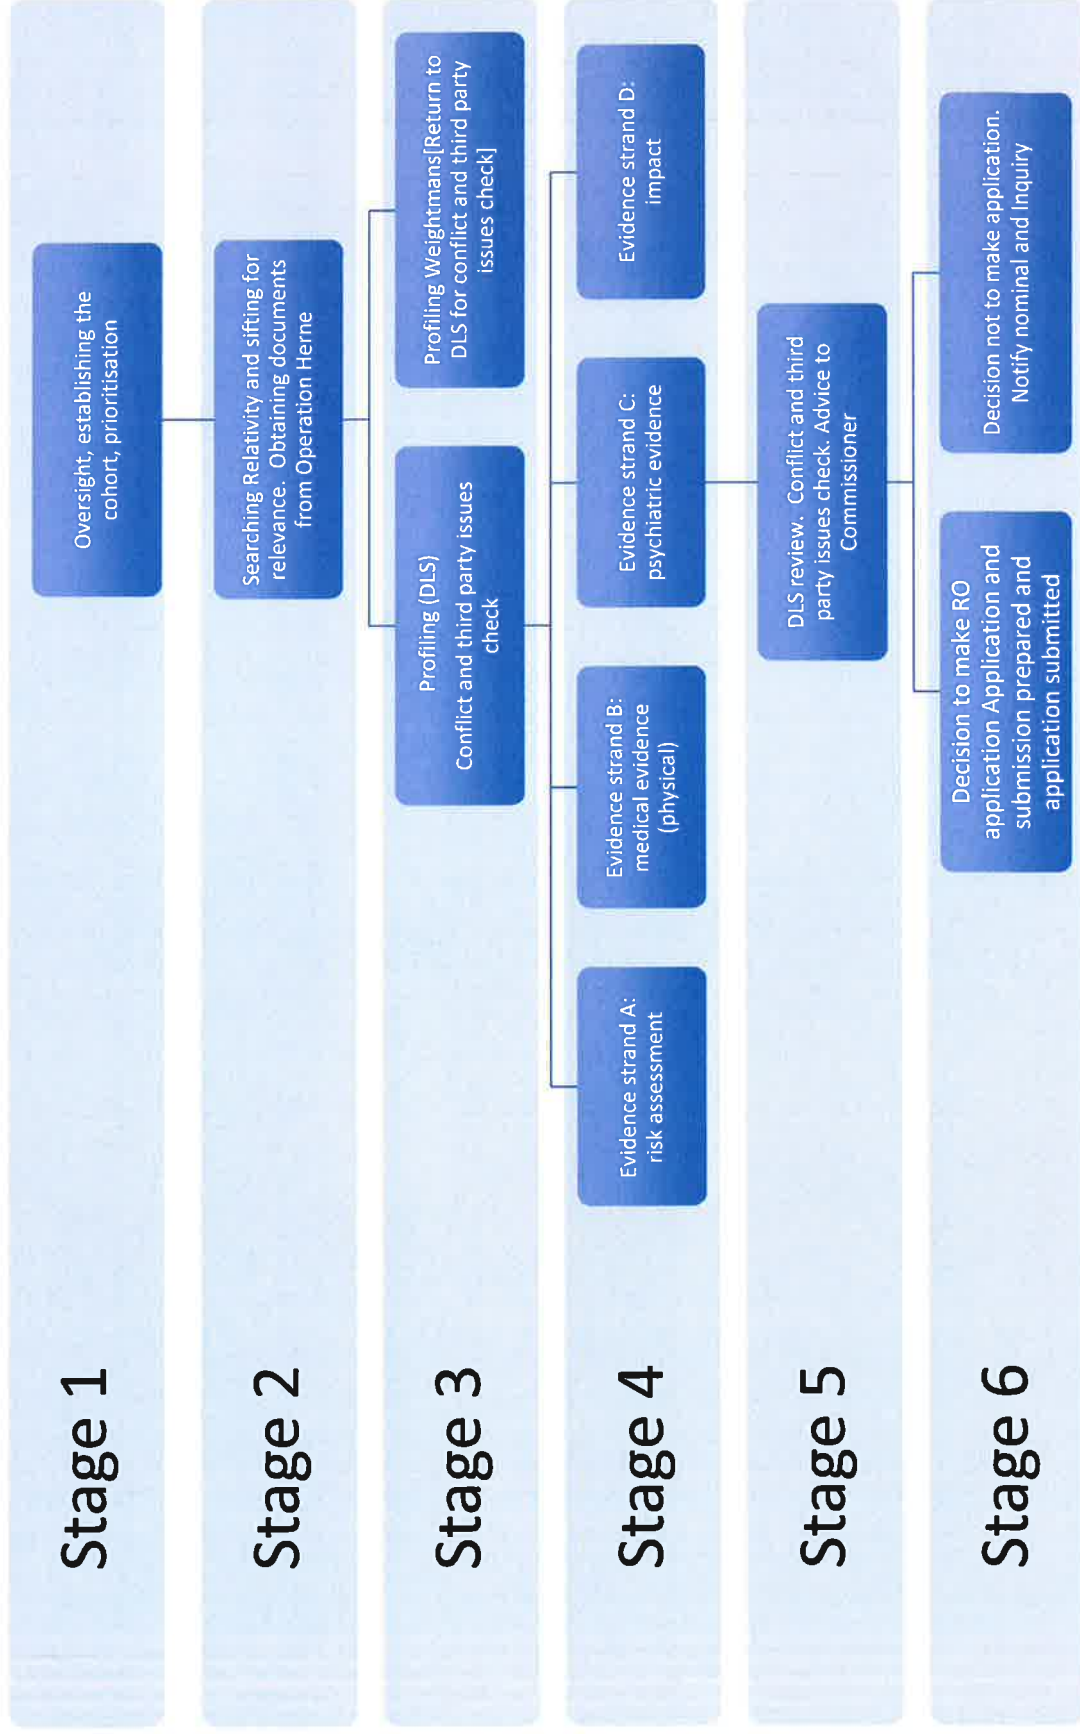 Stage 1
Oversight, establishing the
cohort, prioritisation
Stage 2
Searching Relativity and sifting for
relevance. Obtaining documents
from Operation Herne
Stage 3
Profiling (DLS)
Conflict and third party issues
check
Profiling Weightmans[Return to
DLS for conflict and third party
issues check]
Stage 4
Evidence strand A:
risk assessment
Evidence strand B:
medical evidence
(physical)
Evidence strand C:
psychiatric evidence
Evidence strand D:
impact
Stage 5
DLS review. Conflict and third
party issues check. Advice to
Commissioner
Stage 6
Decision to make RO
application Application and
submission prepared and
application submitted
Decision not to make application.
Notify nominal and Inquiry